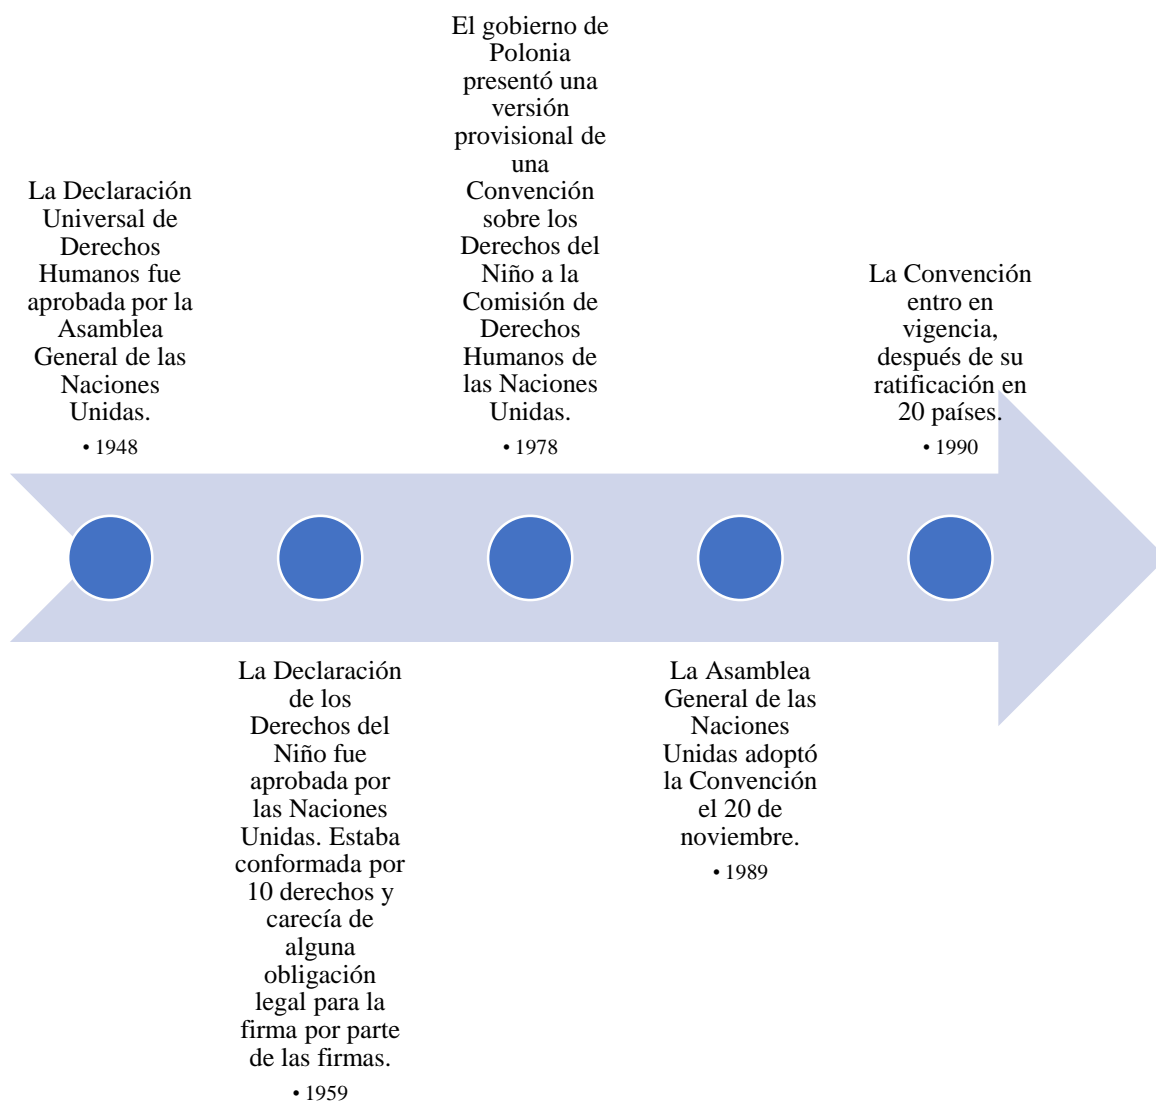 La Declaración
Universal de
Derechos
Humanos fue
aprobada por la
Asamblea
General de las
Naciones
Unidas.
• 1948
La Declaración
de los
Derechos del
Niño fue
aprobada por
las Naciones
Unidas. Estaba
conformada por
10 derechos y
carecía de
alguna
obligación
legal para la
firma por parte
de las firmas.
• 1959
El gobierno de
Polonia
presentó una
versión
provisional de
una
Convención
sobre los
Derechos del
Niño a la
Comisión de
Derechos
Humanos de
las Naciones
Unidas.
• 1978
La Asamblea
General de las
Naciones
Unidas adoptó
la Convención
el 20 de
noviembre.
• 1989
La Convención
entro en
vigencia,
después de su
ratificación en
20 países.
• 1990